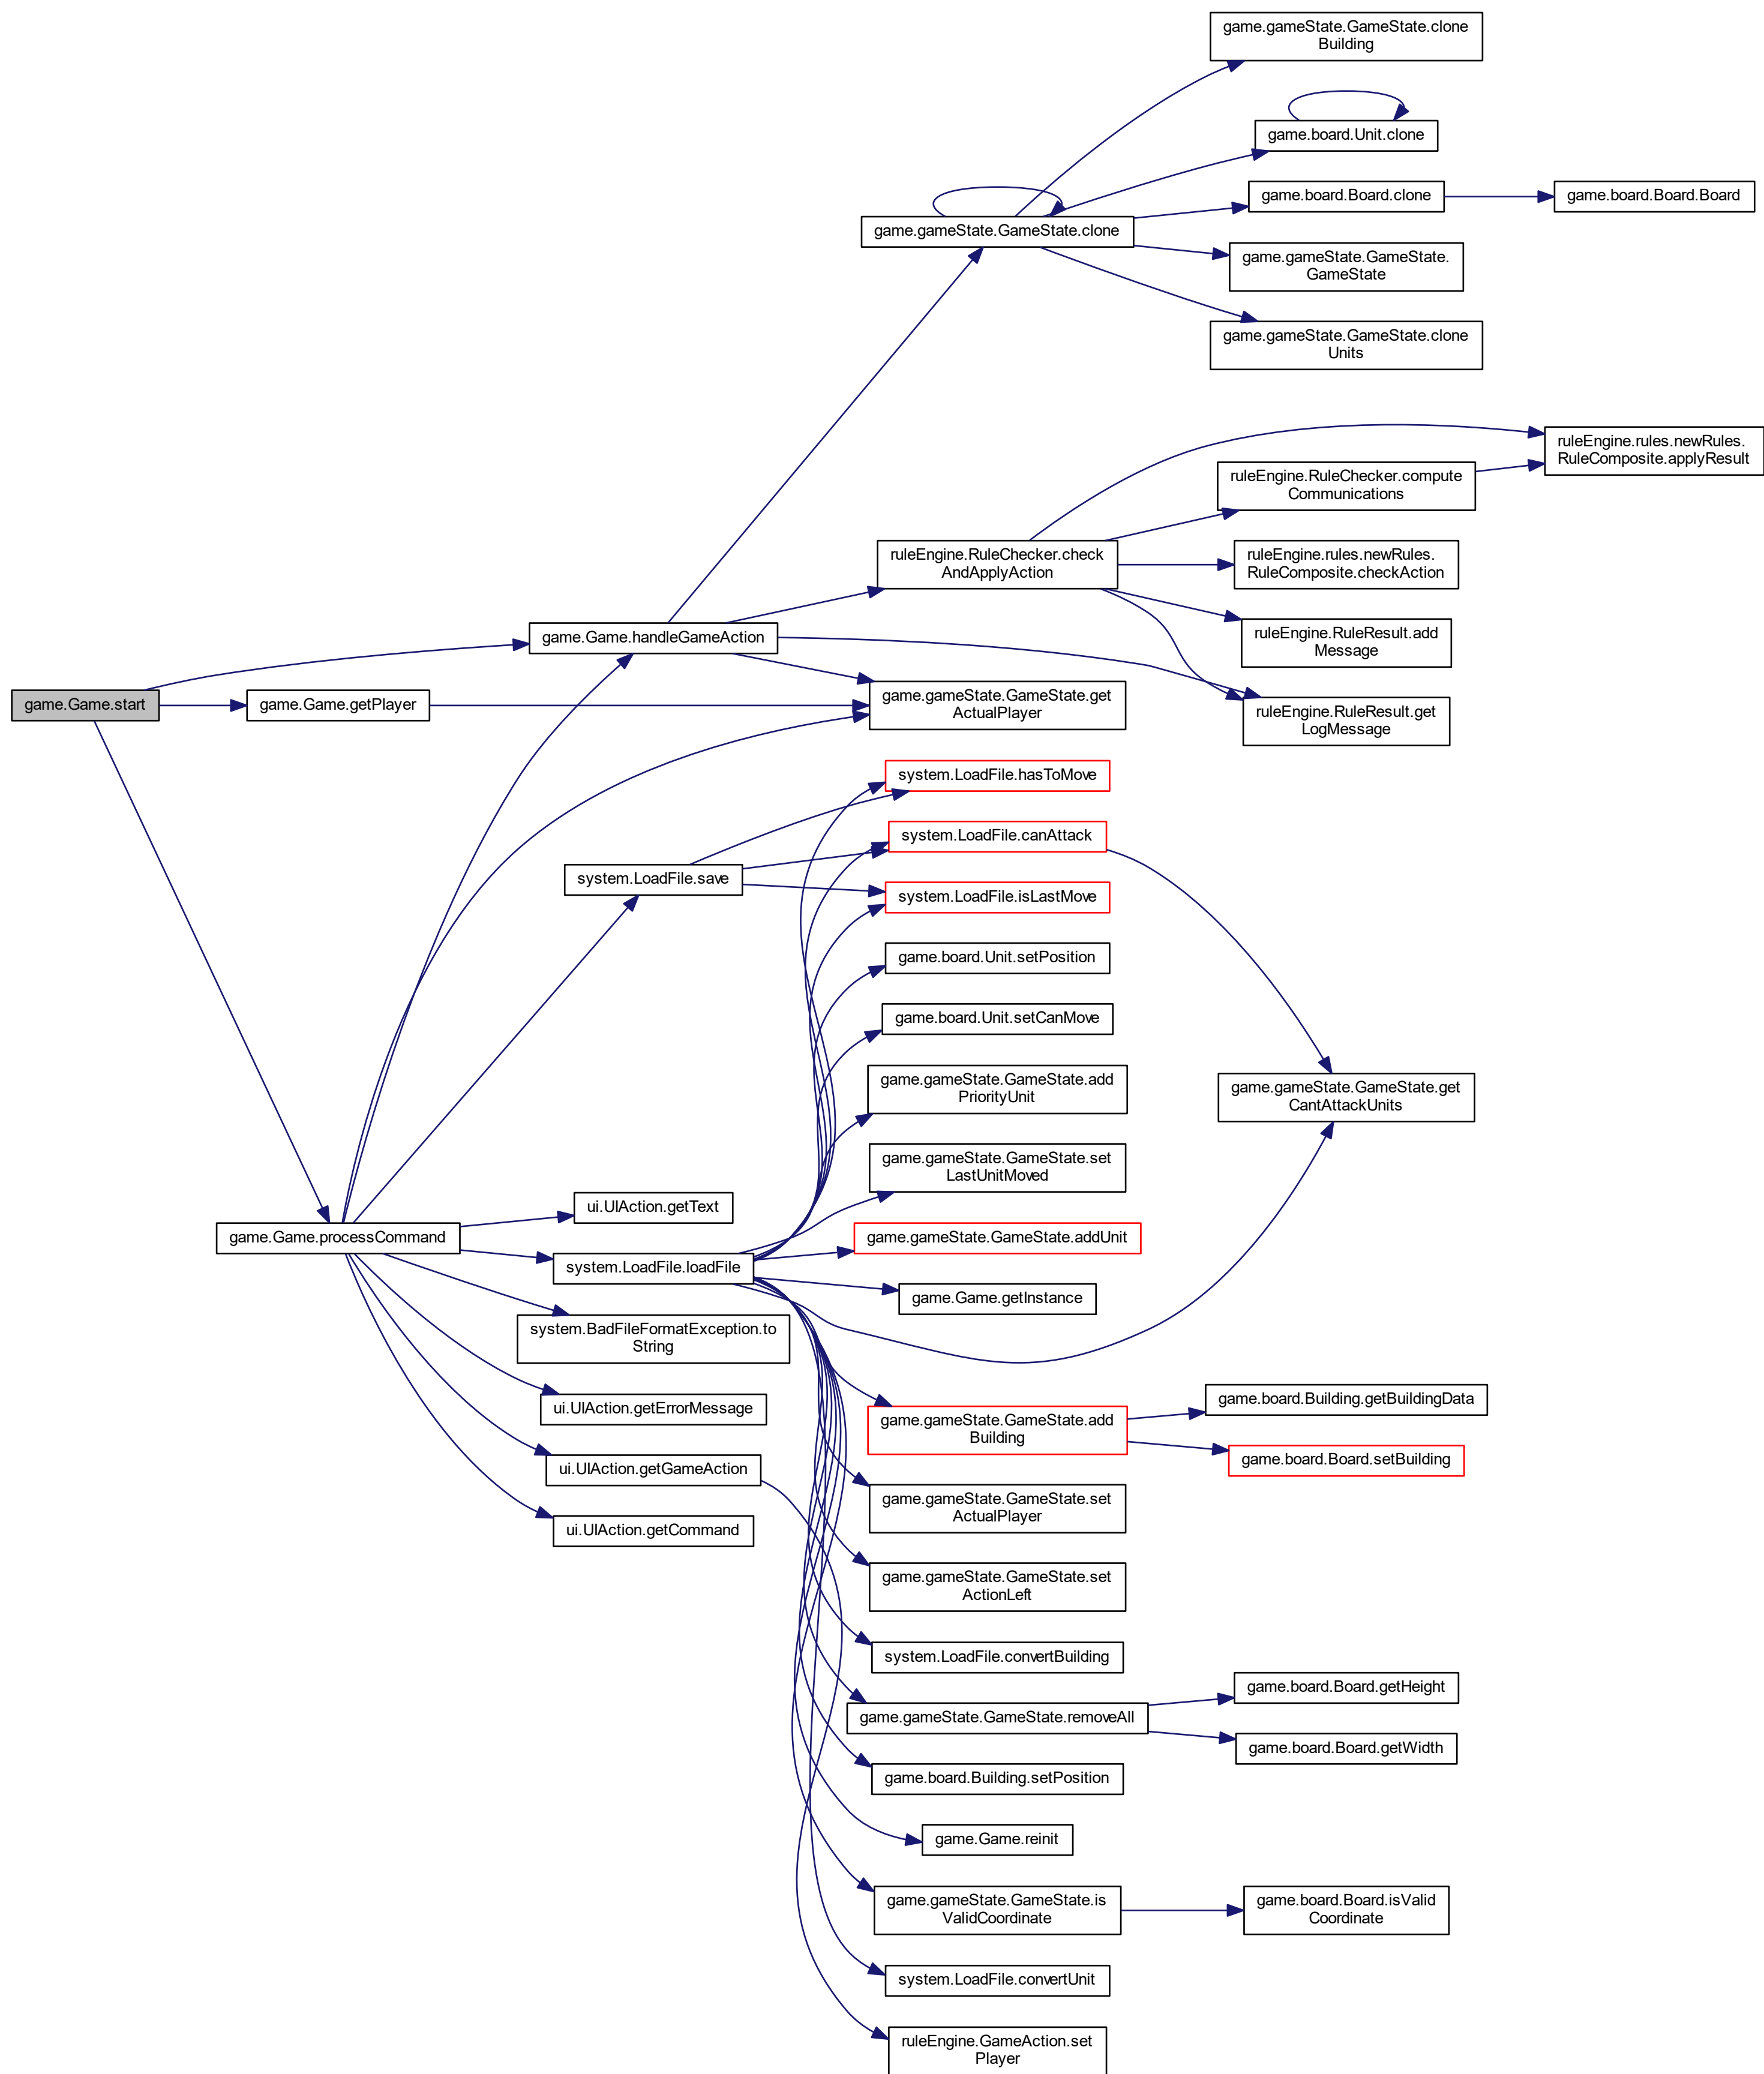 game.gameState.GameState.clone
Building
game.board.Unit.clone
game.board.Board.clone
game.board.Board.Board
game.gameState.GameState.clone
game.gameState.GameState.
GameState
game.gameState.GameState.clone
Units
ruleEngine.rules.newRules.
RuleComposite.applyResult
ruleEngine.RuleChecker.compute
Communications
ruleEngine.RuleChecker.check
AndApplyAction
ruleEngine.rules.newRules.
RuleComposite.checkAction
game.Game.handleGameAction
ruleEngine.RuleResult.add
Message
game.Game.start
game.Game.getPlayer
game.gameState.GameState.get
ActualPlayer
ruleEngine.RuleResult.get
LogMessage
system.LoadFile.hasToMove
system.LoadFile.canAttack
system.LoadFile.save
system.LoadFile.isLastMove
game.board.Unit.setPosition
game.board.Unit.setCanMove
game.gameState.GameState.add
PriorityUnit
game.gameState.GameState.get
CantAttackUnits
game.gameState.GameState.set
LastUnitMoved
ui.UIAction.getText
game.Game.processCommand
game.gameState.GameState.addUnit
system.LoadFile.loadFile
game.Game.getInstance
system.BadFileFormatException.to
String
ui.UIAction.getErrorMessage
game.gameState.GameState.add
Building
game.board.Building.getBuildingData
game.board.Board.setBuilding
ui.UIAction.getGameAction
game.gameState.GameState.set
ActualPlayer
ui.UIAction.getCommand
game.gameState.GameState.set
ActionLeft
system.LoadFile.convertBuilding
game.board.Board.getHeight
game.gameState.GameState.removeAll
game.board.Board.getWidth
game.board.Building.setPosition
game.Game.reinit
game.gameState.GameState.is
ValidCoordinate
game.board.Board.isValid
Coordinate
system.LoadFile.convertUnit
ruleEngine.GameAction.set
Player